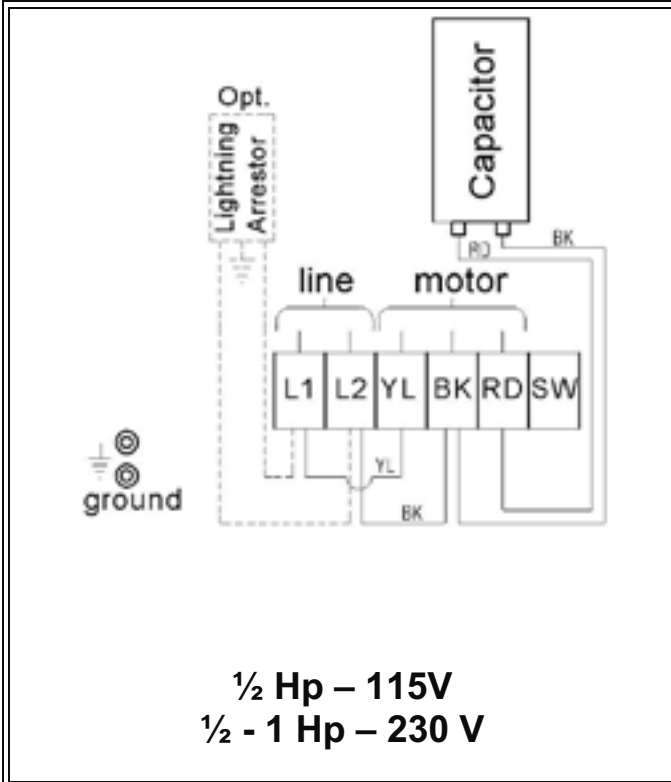 Opt.
Lightning
Arrestor
Capacitor
RD
BK
line
motor
L1
L2
YL
BK
RD
SW
YL
BK
ground
½ Hp – 115V
½ - 1 Hp – 230 V